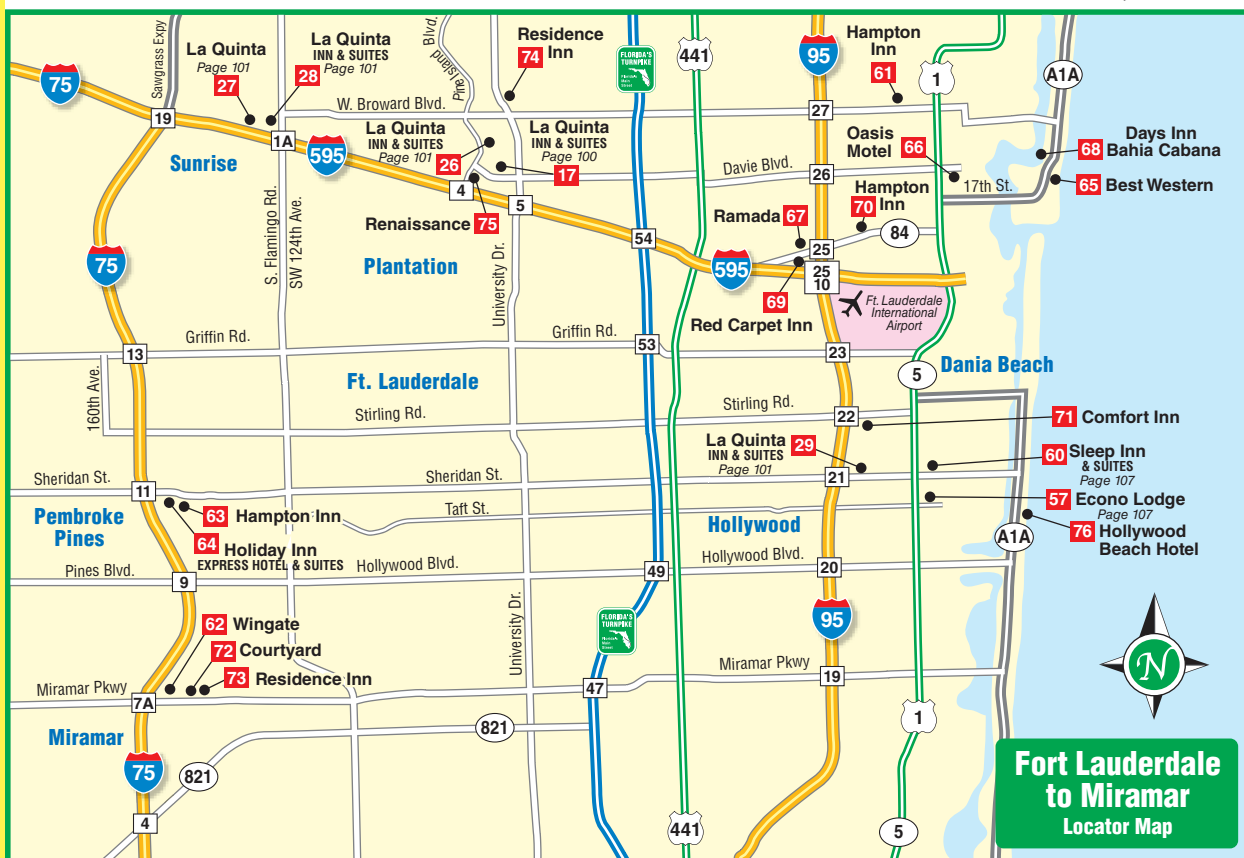 La Quinta
Page 101
27
La Quinta
INN & SUITES
Page 101
28
Residence
Inn
74
Hampton
Inn
61
Sawgrass Expy
Pine Island Blvd.
FLORIDA'S
TURNPIKE
441
95
1
A1A
75
19
W. Broward Blvd.
27
1A
595
Sunrise
La Quinta
INN & SUITES
Page 101
26
La Quinta
INN & SUITES
Page 100
17
Oasis
Motel
66
Days Inn
68 Bahia Cabana
65 Best Western
Davie Blvd.
26
17th St.
4
5
Renaissance 75
Ramada 67
Hampton
70 Inn
84
S. Flamingo Rd.
SW 124th Ave.
University Dr.
54
25
75
Plantation
595
25
10
69
Red Carpet Inn
Ft. Lauderdale
International
Airport
Griffin Rd.
Griffin Rd.
13
53
23
160th Ave.
Ft. Lauderdale
Dania Beach
5
Stirling Rd.
Stirling Rd.
22
71 Comfort Inn
La Quinta
INN & SUITES
Page 101
29
60 Sleep Inn
& SUITES
Page 107
Sheridan St.
Sheridan St.
11
21
57 Econo Lodge
Page 107
Pembroke
Pines
63 Hampton Inn
Taft St.
Hollywood
76 Hollywood
Beach Hotel
A1A
64 Holiday Inn
EXPRESS HOTEL & SUITES
Pines Blvd.
Hollywood Blvd.
Hollywood Blvd.
9
49
20
62 Wingate
72 Courtyard
73 Residence Inn
University Dr.
FLORIDA'S
TURNPIKE
95
N
Miramar Pkwy
Miramar Pkwy
7A
47
19
Miramar
821
1
75
821
4
441
5
Fort Lauderdale
to Miramar
Locator Map